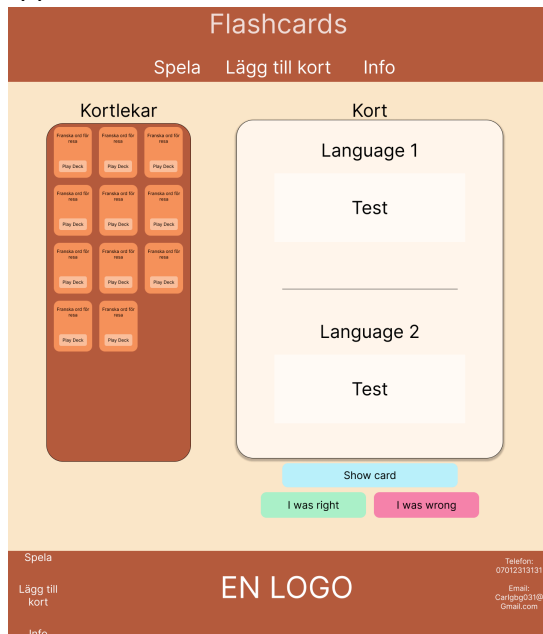 Flashcards
Spela Lägg till kort Info
Kortlekar
Franska ord för
resa
Play Deck
Franska ord för
resa
Play Deck
Franska ord för
resa
Play Deck
Franska ord för
resa
Play Deck
Franska ord för
resa
Play Deck
Franska ord för
resa
Play Deck
Franska ord för
resa
Play Deck
Franska ord för
resa
Play Deck
Franska ord för
resa
Play Deck
Franska ord för
resa
Play Deck
Franska ord för
resa
Play Deck
Kort
Language 1
Test
Language 2
Test
Show card
I was right
I was wrong
Spela
Lägg till
kort
Info
EN LOGO
Telefon:
07012313131
Email:
Carlgbg031@
Gmail.com